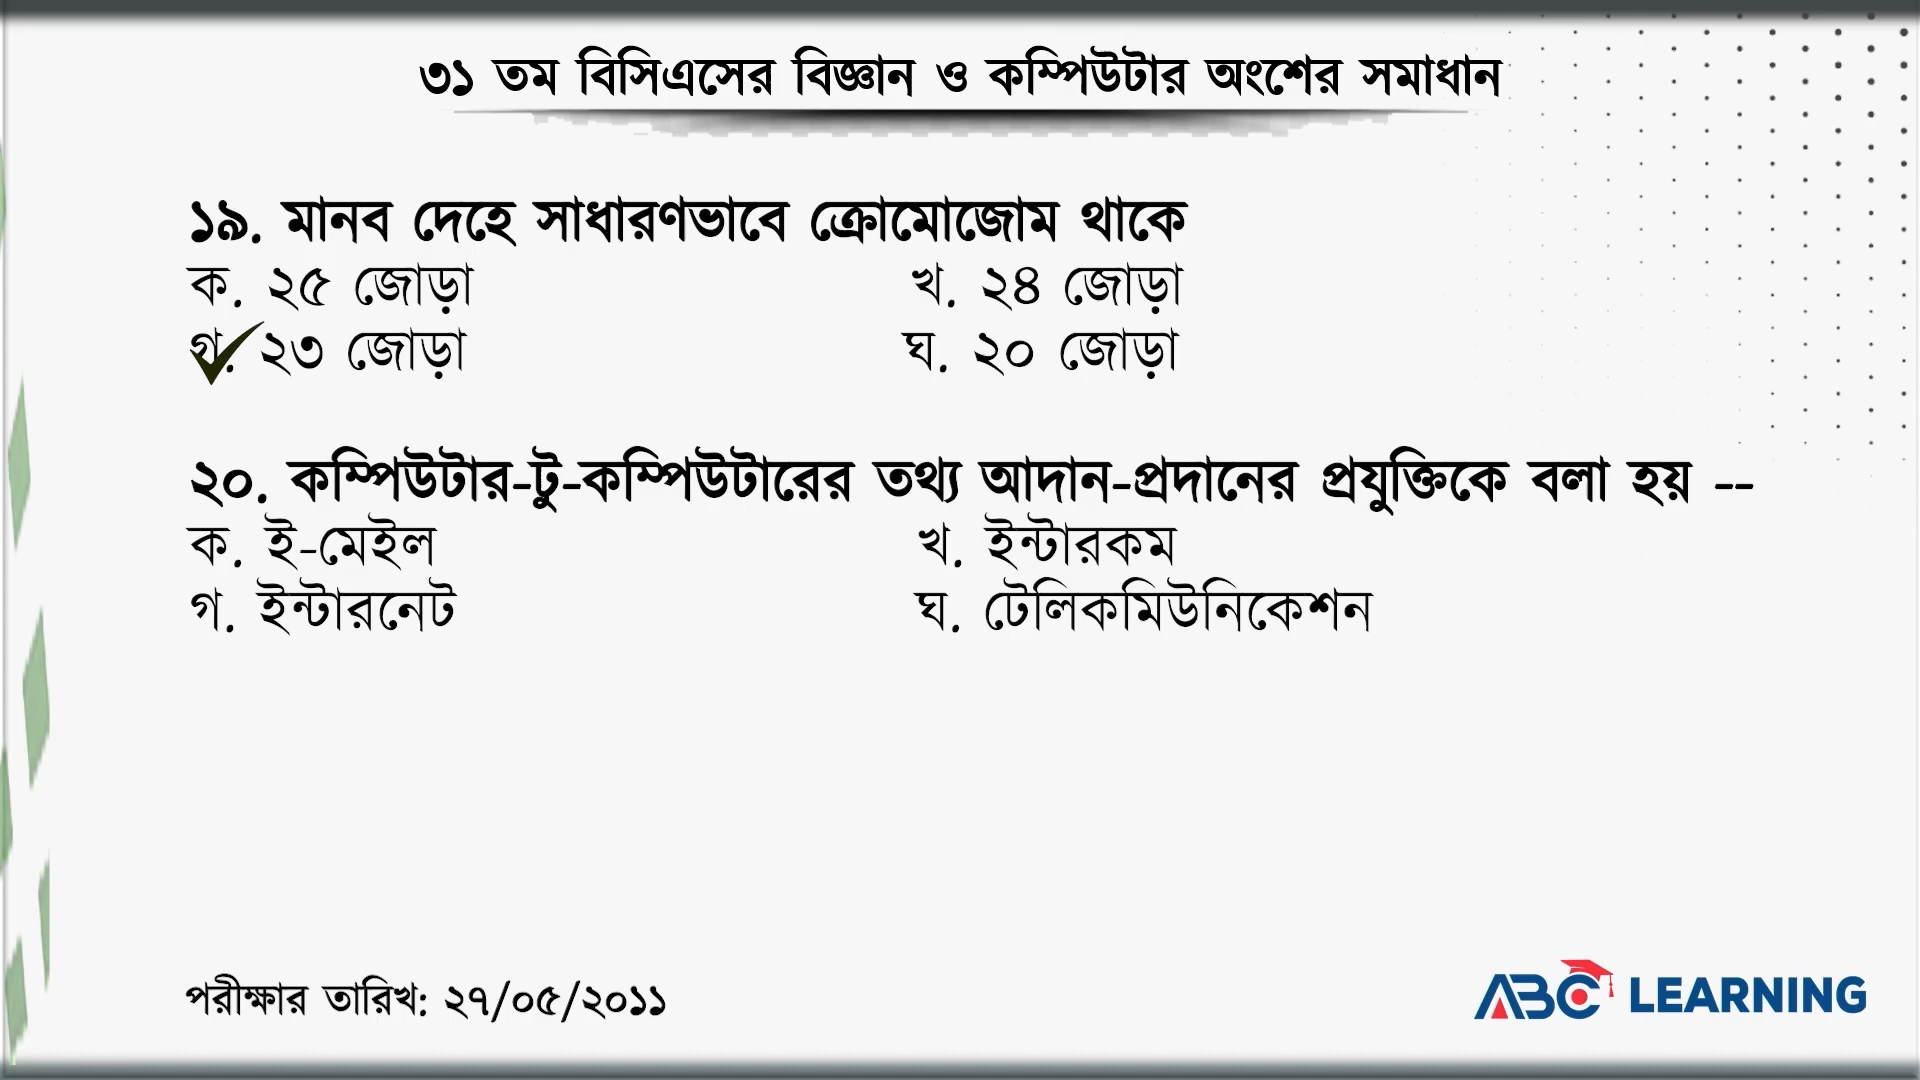 ৩১ তম বিসিএসের বিজ্ঞান ও কম্পিউটার অংশের সমাধান
১৯. মানব দেহে সাধারণভাবে ক্রোমোজোম থাকে
ক. ২৫ জোড়া খ. ২৪ জোড়া
গ. ২৩ জোড়া ঘ. ২০ জোড়া
২০. কম্পিউটার-টু-কম্পিউটারের তথ্য আদান-প্রদানের প্রযুক্তিকে বলা হয় --
ক. ই-মেইল খ. ইন্টারকম
গ. ইন্টারনেট ঘ. টেলিকমিউনিকেশন
পরীক্ষার তারিখ: ২৭/০৫/২০১১
ABC LEARNING